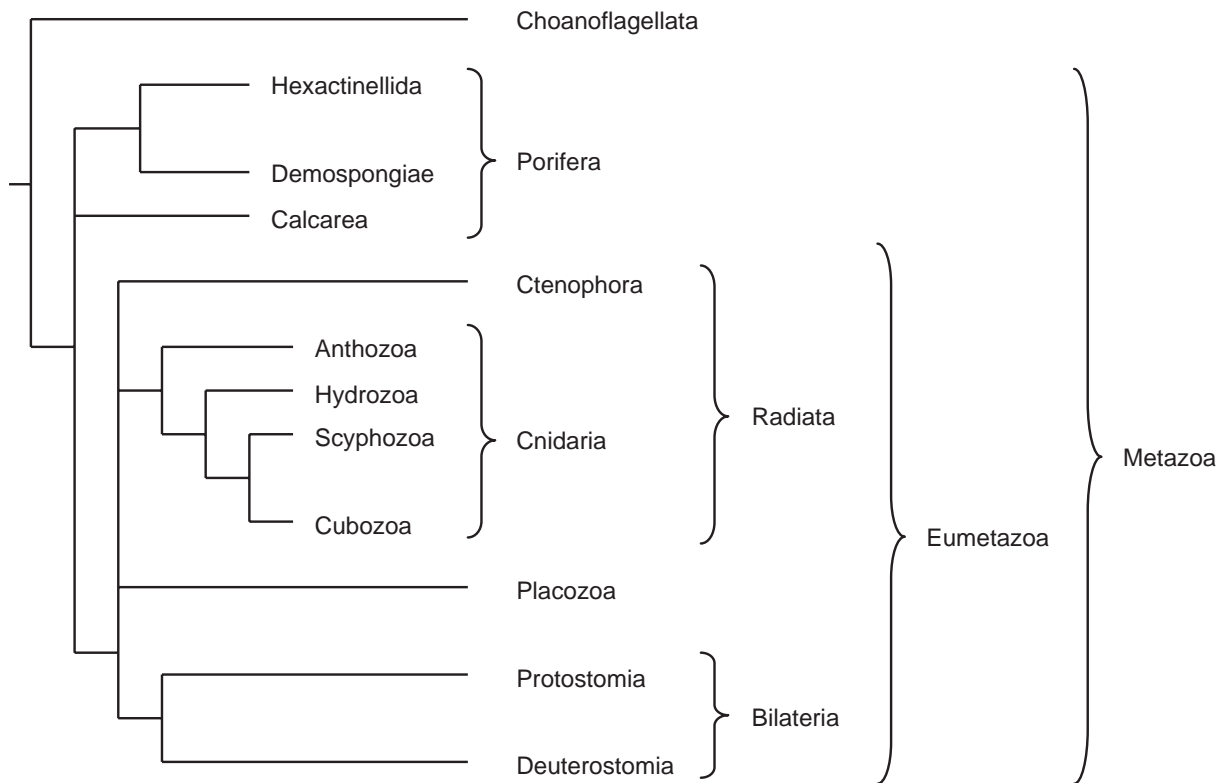 Choanoflagellata
Hexactinellida
Porifera
Demospongiae
Calcarea
Ctenophora
Anthozoa
Hydrozoa
Scyphozoa
Cnidaria
Radiata
Metazoa
Cubozoa
Eumetazoa
Placozoa
Protostomia
Bilateria
Deuterostomia